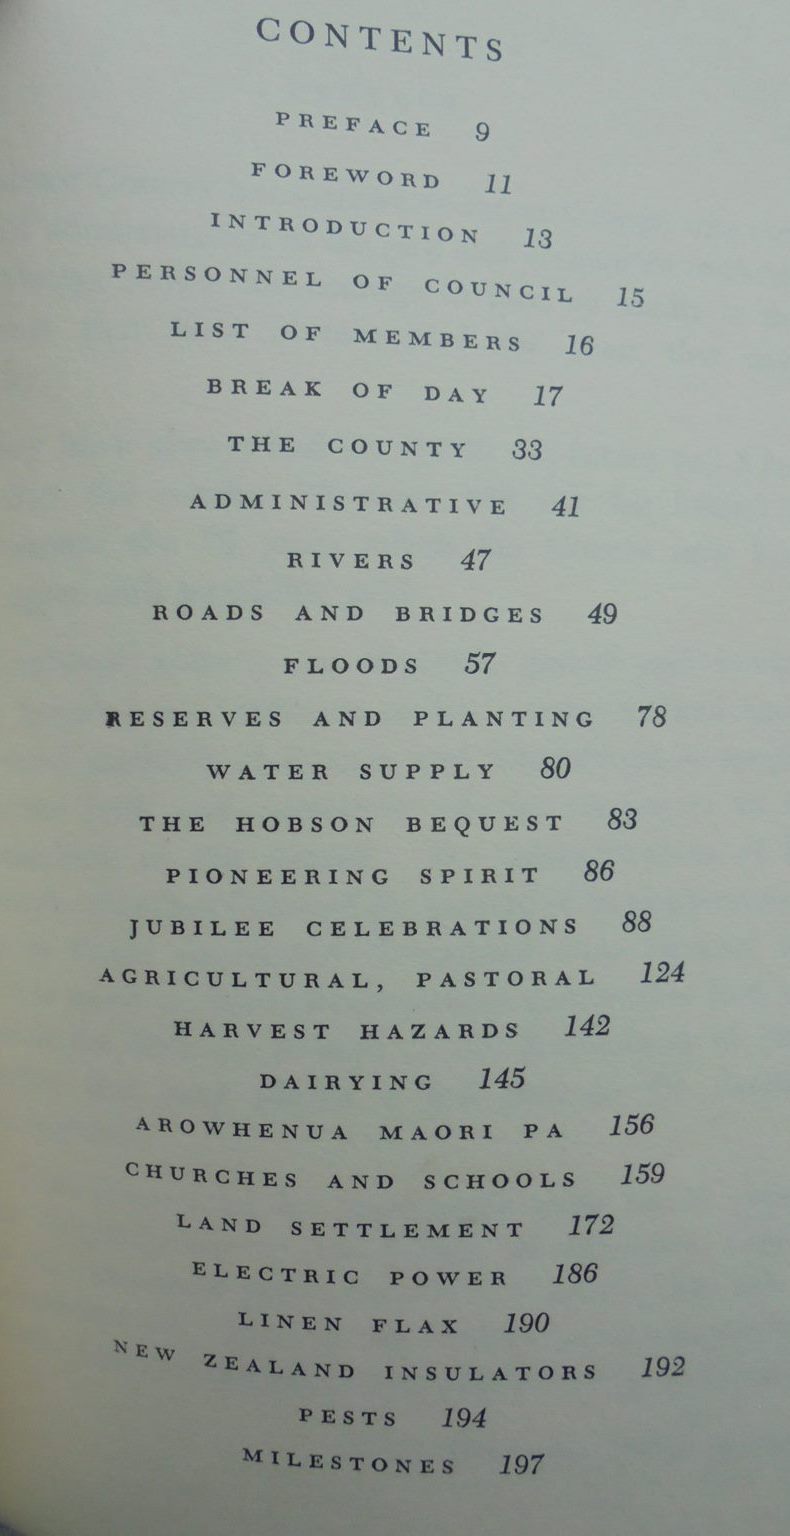 CONTENTS
PREFACE 9
FOREWORD 11
INTRODUCTION 13
PERSONNEL OF COUNCIL 15
LIST OF MEMBERS 16
BREAK OF DAY 17
THE COUNTY 33
ADMINISTRATIVE 41
RIVERS 47
ROADS AND BRIDGES 49
FLOODS 57
RESERVES AND PLANTING 78
WATER SUPPLY 80
THE HOBSON BEQUEST 83
PIONEERING SPIRIT 86
JUBILEE CELEBRATIONS 88
AGRICULTURAL, PASTORAL 124
HARVEST HAZARDS 142
DAIRYING 145
AROWHENUA MAORI PA 156
CHURCHES AND SCHOOLS 159
LAND SETTLEMENT 172
ELECTRIC POWER 186
LINEN FLAX 190
NEW ZEALAND INSULATORS 192
PESTS 194
MILESTONES 197